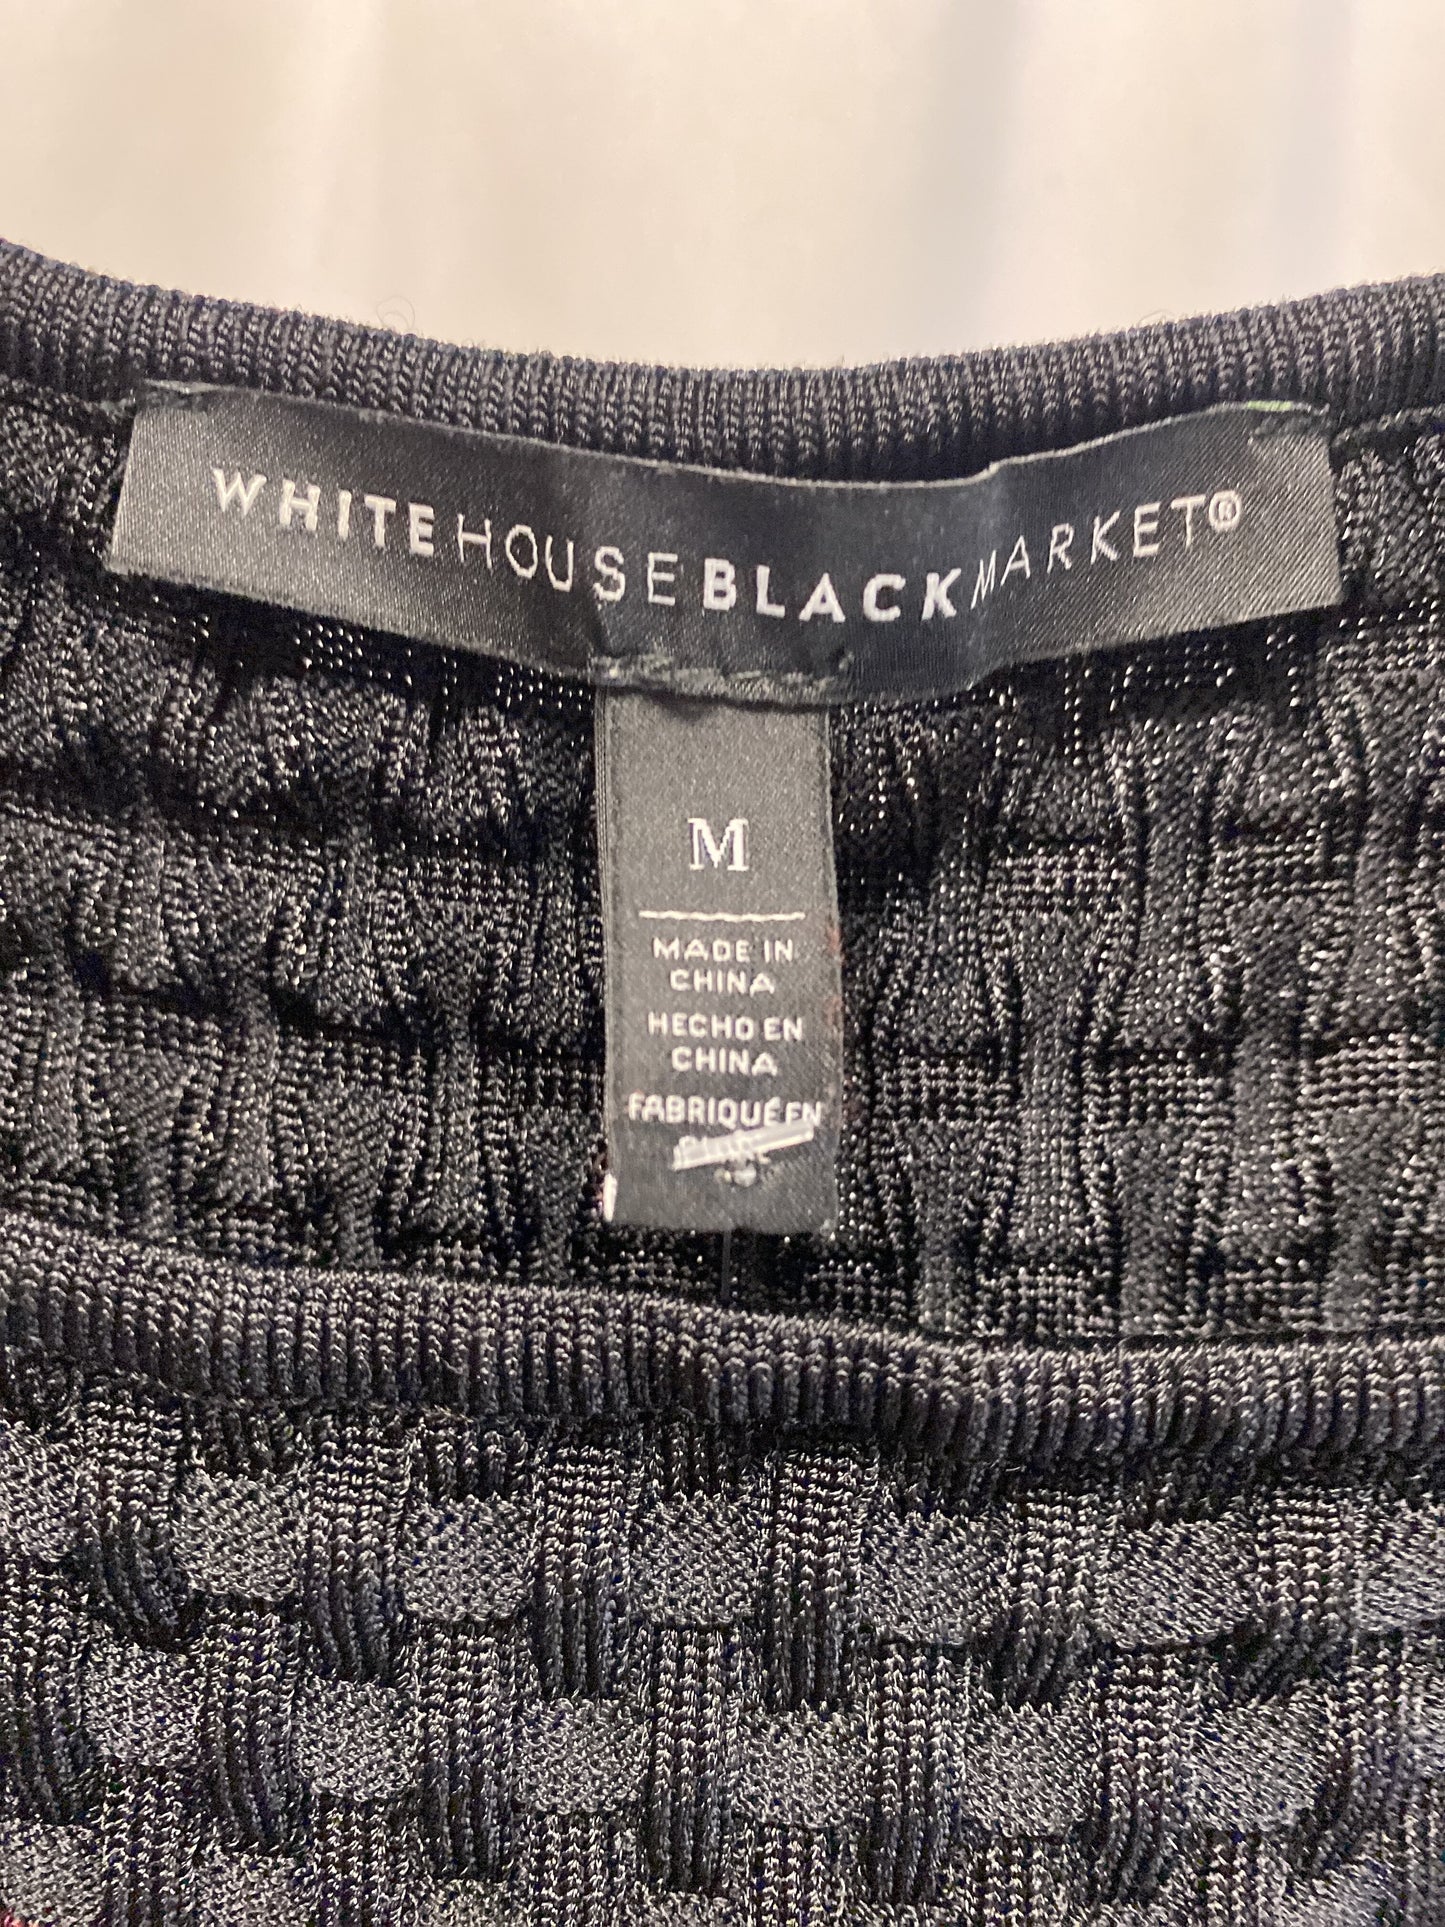 WHITEHOUSEBLACKMARKET®
M
MADE IN
CHINA
HECHO EN
CHINA
FABRIQUÉ EN